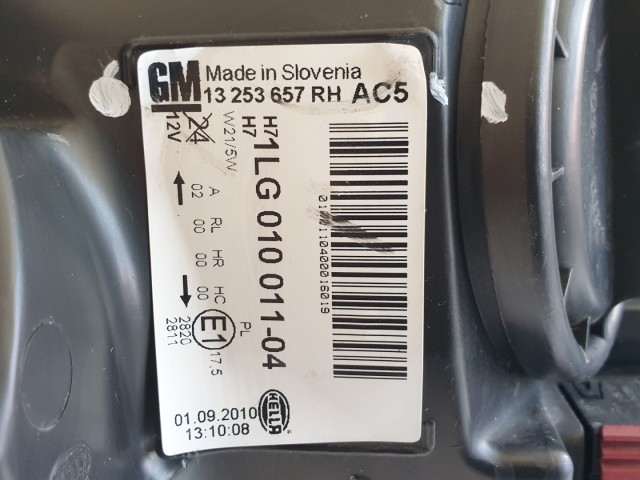 GM Made in Slovenia
13 253 657 RH AC5
12V 24 W21/5W H7 H7
1LG 010 011-04
A RL HR HC PL
02 00 00 00
E1 17.5
2820
2811
01.09.2010
13:10:08
HELLA